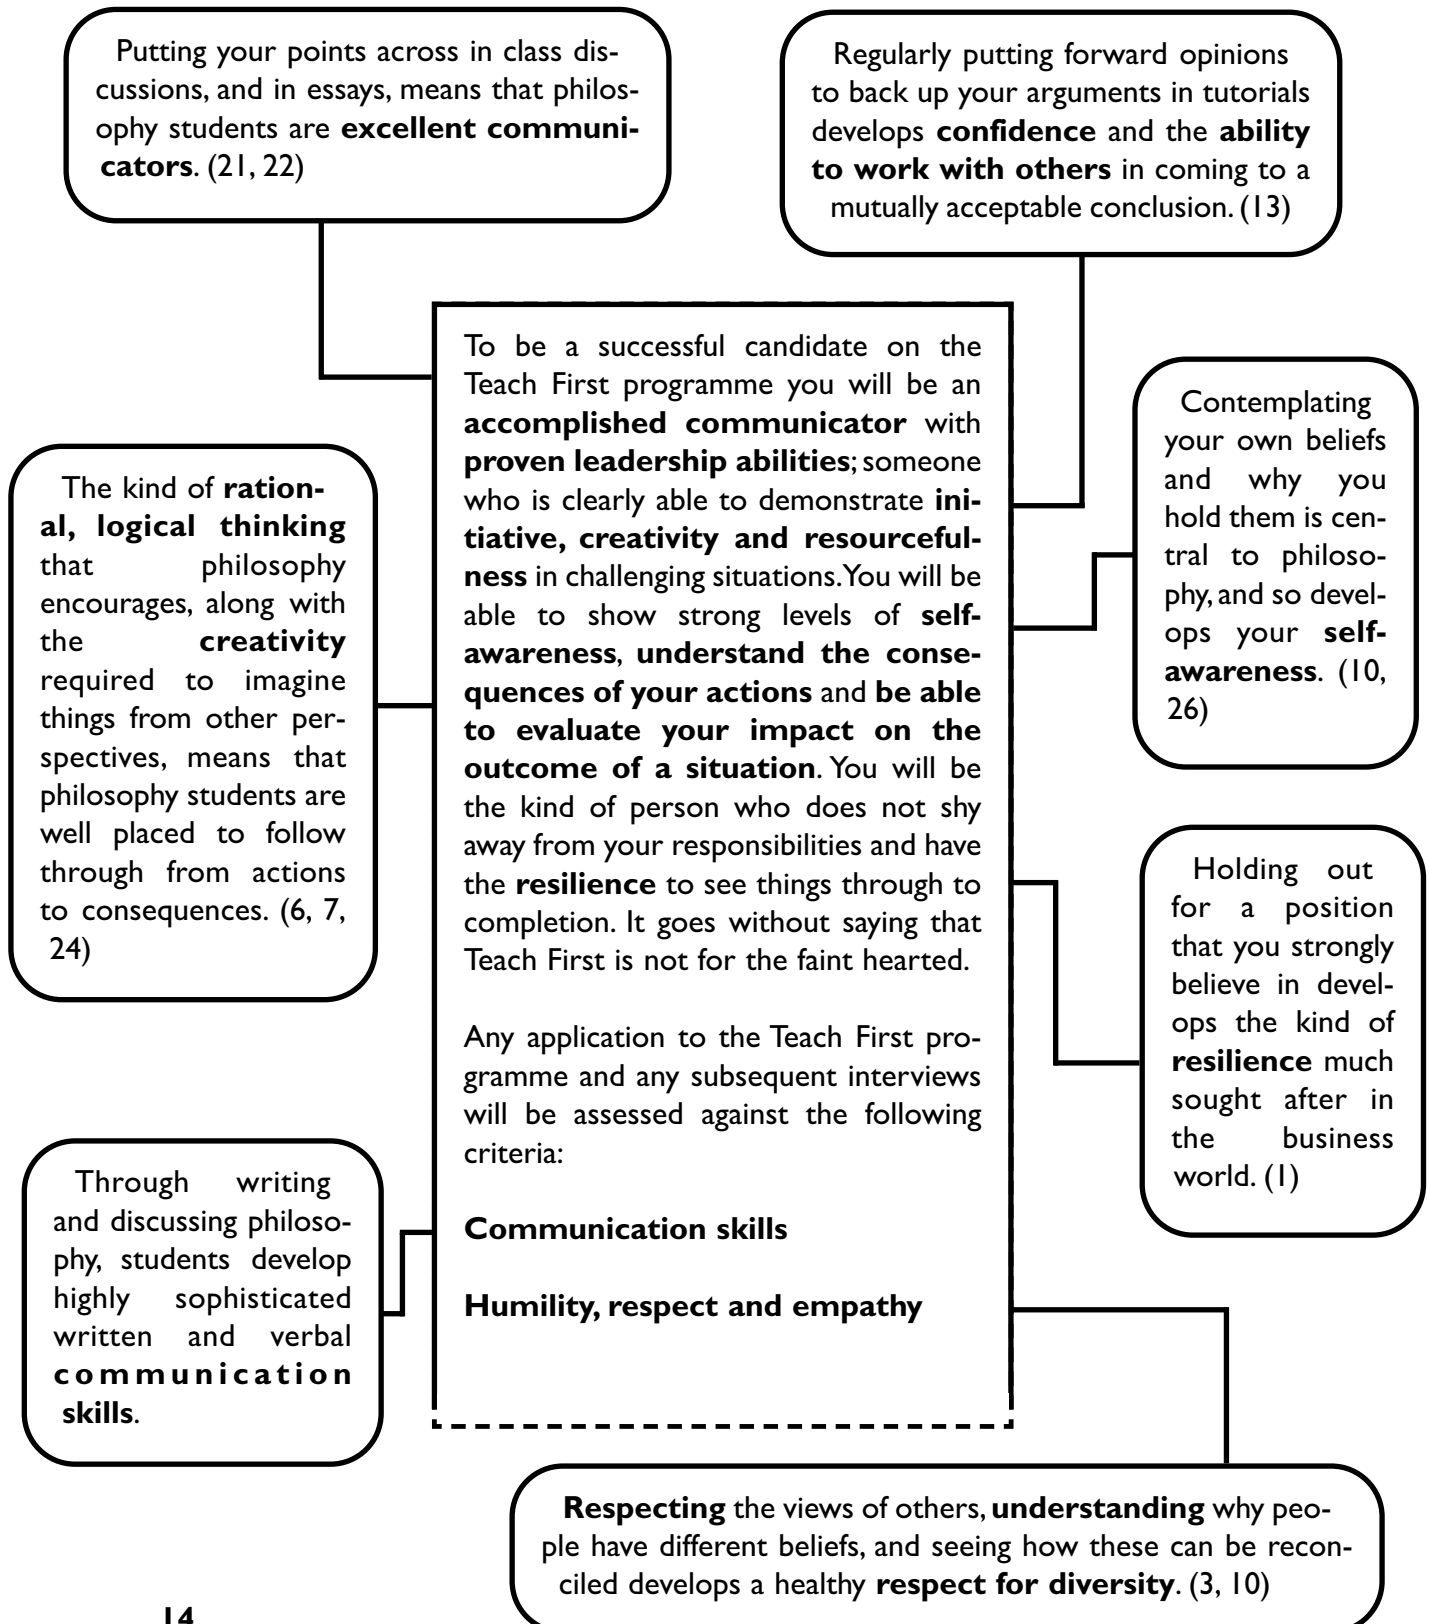 Putting your points across in class dis-
cussions, and in essays, means that philos-
ophy students are excellent communi-
cators. (21, 22)
Regularly putting forward opinions
to back up your arguments in tutorials
develops confidence and the ability
to work with others in coming to a
mutually acceptable conclusion. (13)
To be a successful candidate on the
Teach First programme you will be an
accomplished communicator with
proven leadership abilities; someone
who is clearly able to demonstrate ini-
tiative, creativity and resourceful-
ness in challenging situations. You will be
able to show strong levels of self-
awareness, understand the conse-
quences of your actions and be able
to evaluate your impact on the
outcome of a situation. You will be
the kind of person who does not shy
away from your responsibilities and have
the resilience to see things through to
completion. It goes without saying that
Teach First is not for the faint hearted.
Any application to the Teach First pro-
gramme and any subsequent interviews
will be assessed against the following
criteria:
Communication skills
Humility, respect and empathy
Contemplating
your own beliefs
and why you
hold them is cen-
tral to philoso-
phy, and so devel-
ops your self-
awareness. (10,
26)
The kind of ration-
al, logical thinking
that philosophy
encourages, along with
the creativity
required to imagine
things from other per-
spectives, means that
philosophy students are
well placed to follow
through from actions
to consequences. (6, 7,
24)
Holding out
for a position
that you strongly
believe in devel-
ops the kind of
resilience much
sought after in
the business
world. (1)
Through writing
and discussing philoso-
phy, students develop
highly sophisticated
written and verbal
communication
skills.
Respecting the views of others, understanding why peo-
ple have different beliefs, and seeing how these can be recon-
ciled develops a healthy respect for diversity. (3, 10)
14